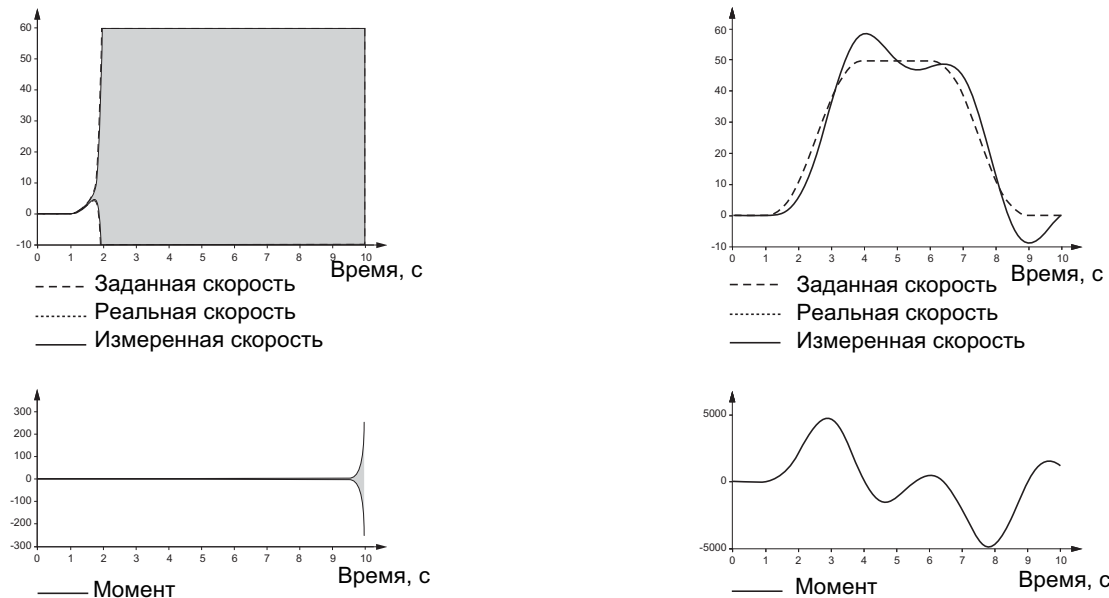 60
50
40
30
20
10
0
-10
0 1 2 3 4 5 6 7 8 9 10
Время, с
Заданная скорость
Реальная скорость
Измеренная скорость
60
50
40
30
20
10
0
-10
0 1 2 3 4 5 6 7 8 9 10
Время, с
Заданная скорость
Реальная скорость
Измеренная скорость
300
200
100
0
-100
-200
-300
0 1 2 3 4 5 6 7 8 9 10
Время, с
Момент
5000
0
-5000
0 1 2 3 4 5 6 7 8 9 10
Время, с
Момент